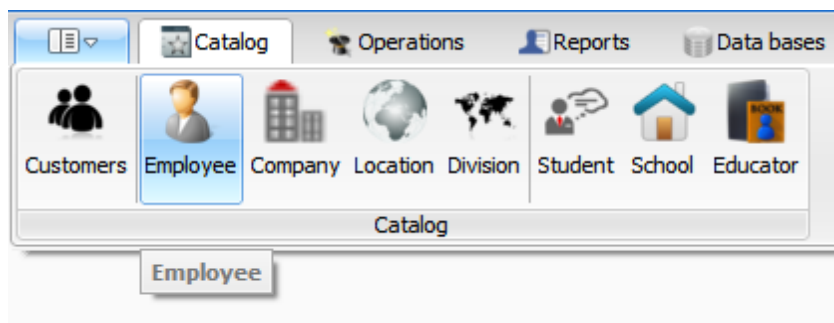 Catalog Operations Reports Data bases
Customers Employee Company Location Division Student School Educator
BOOK
Catalog
Employee